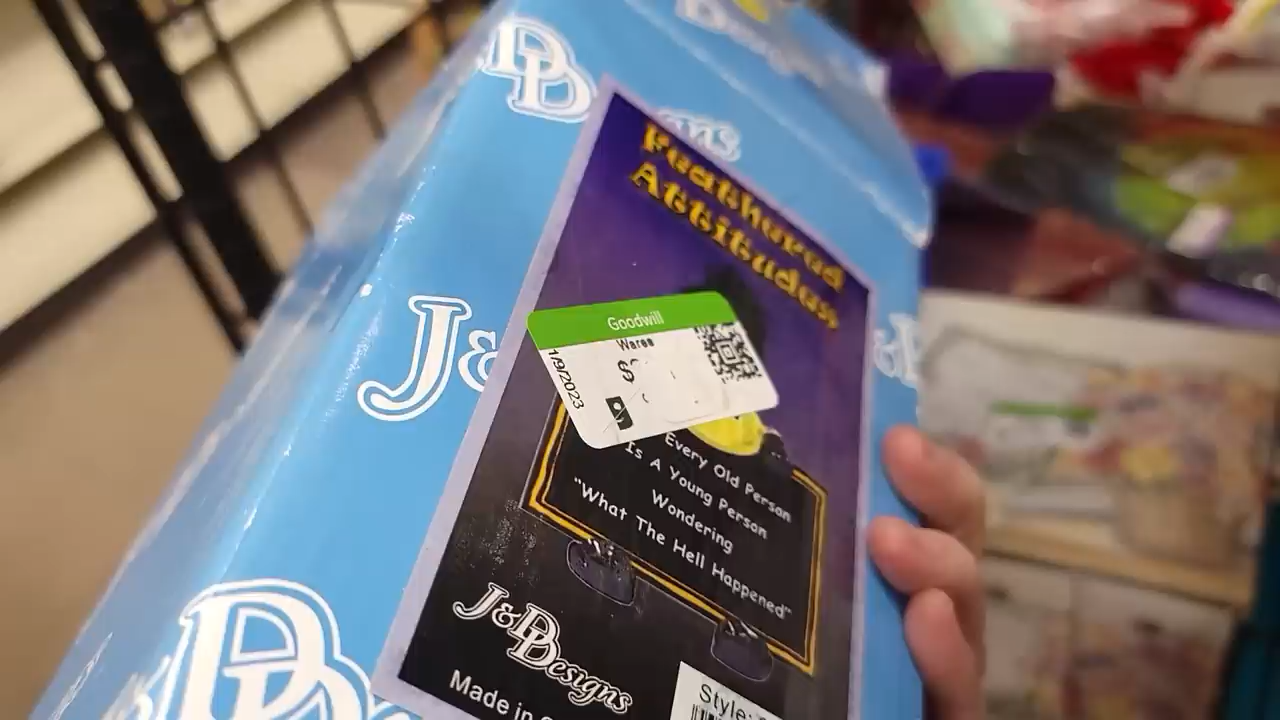 Feathered
Attitudes
Goodwill
Wares
1/9/2023
Every Old Person
Is A Young Person
Wondering
"What The Hell Happened"
J&D Designs
Made in
Style:
J&